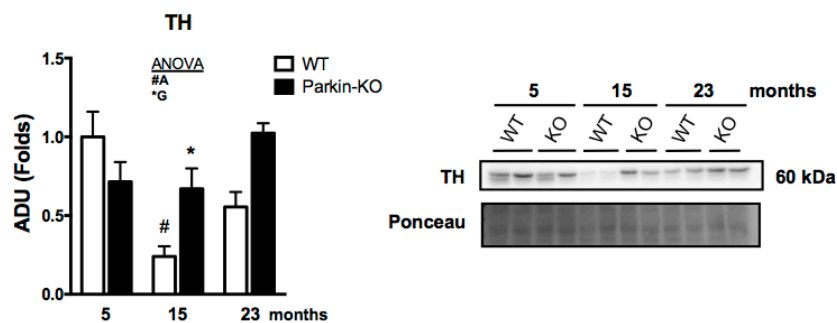 TH
ANOVA
#A
*G
WT
Parkin-KO
ADU (Folds)
1.5
1.0
0.5
0.0
#
*
5 15 23 months
5 15 23 months
WT KO WT KO WT KO
TH 60 kDa
Ponceau